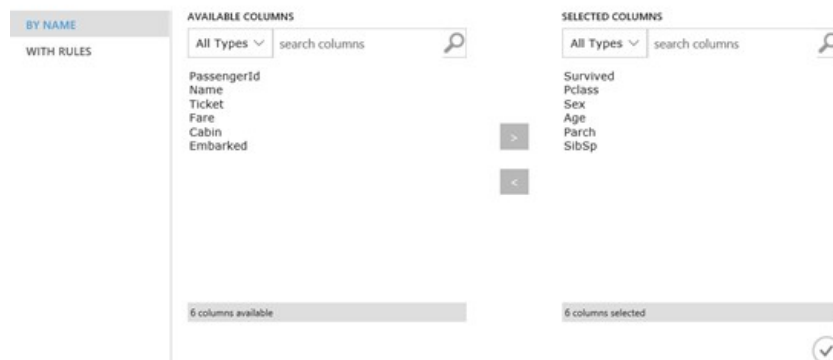 BY NAME
WITH RULES
AVAILABLE COLUMNS
All Types
search columns
PassengerId
Name
Ticket
Fare
Cabin
Embarked
6 columns available
>
<
SELECTED COLUMNS
All Types
search columns
Survived
Pclass
Sex
Age
Parch
SibSp
6 columns selected